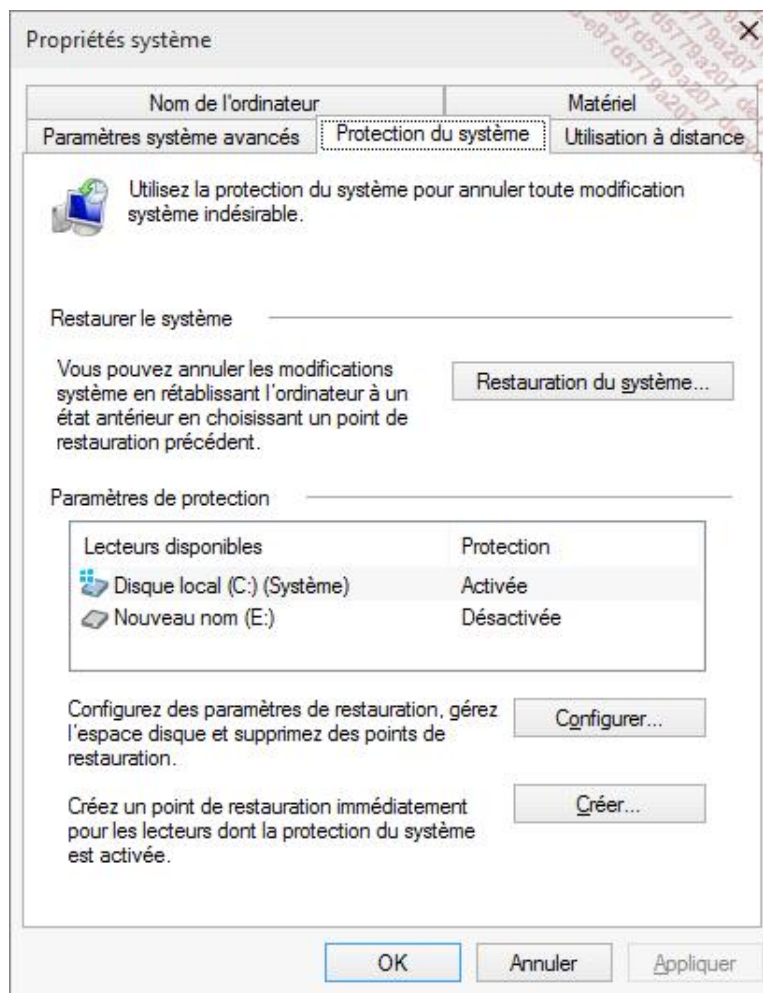 Propriétés système
Nom de l'ordinateur
Matériel
Paramètres système avancés
Protection du système
Utilisation à distance
Utilisez la protection du système pour annuler toute modification
système indésirable.
Restaurer le système
Vous pouvez annuler les modifications
système en rétablissant l'ordinateur à un
état antérieur en choisissant un point de
restauration précédent.
Restauration du système...
Paramètres de protection
Lecteurs disponibles
Protection
Disque local (C:) (Système)
Activée
Nouveau nom (E:)
Désactivée
Configurez des paramètres de restauration, gérez
l'espace disque et supprimez des points de
restauration.
Configurer...
Créez un point de restauration immédiatement
pour les lecteurs dont la protection du système
est activée.
Créer...
OK
Annuler
Appliquer